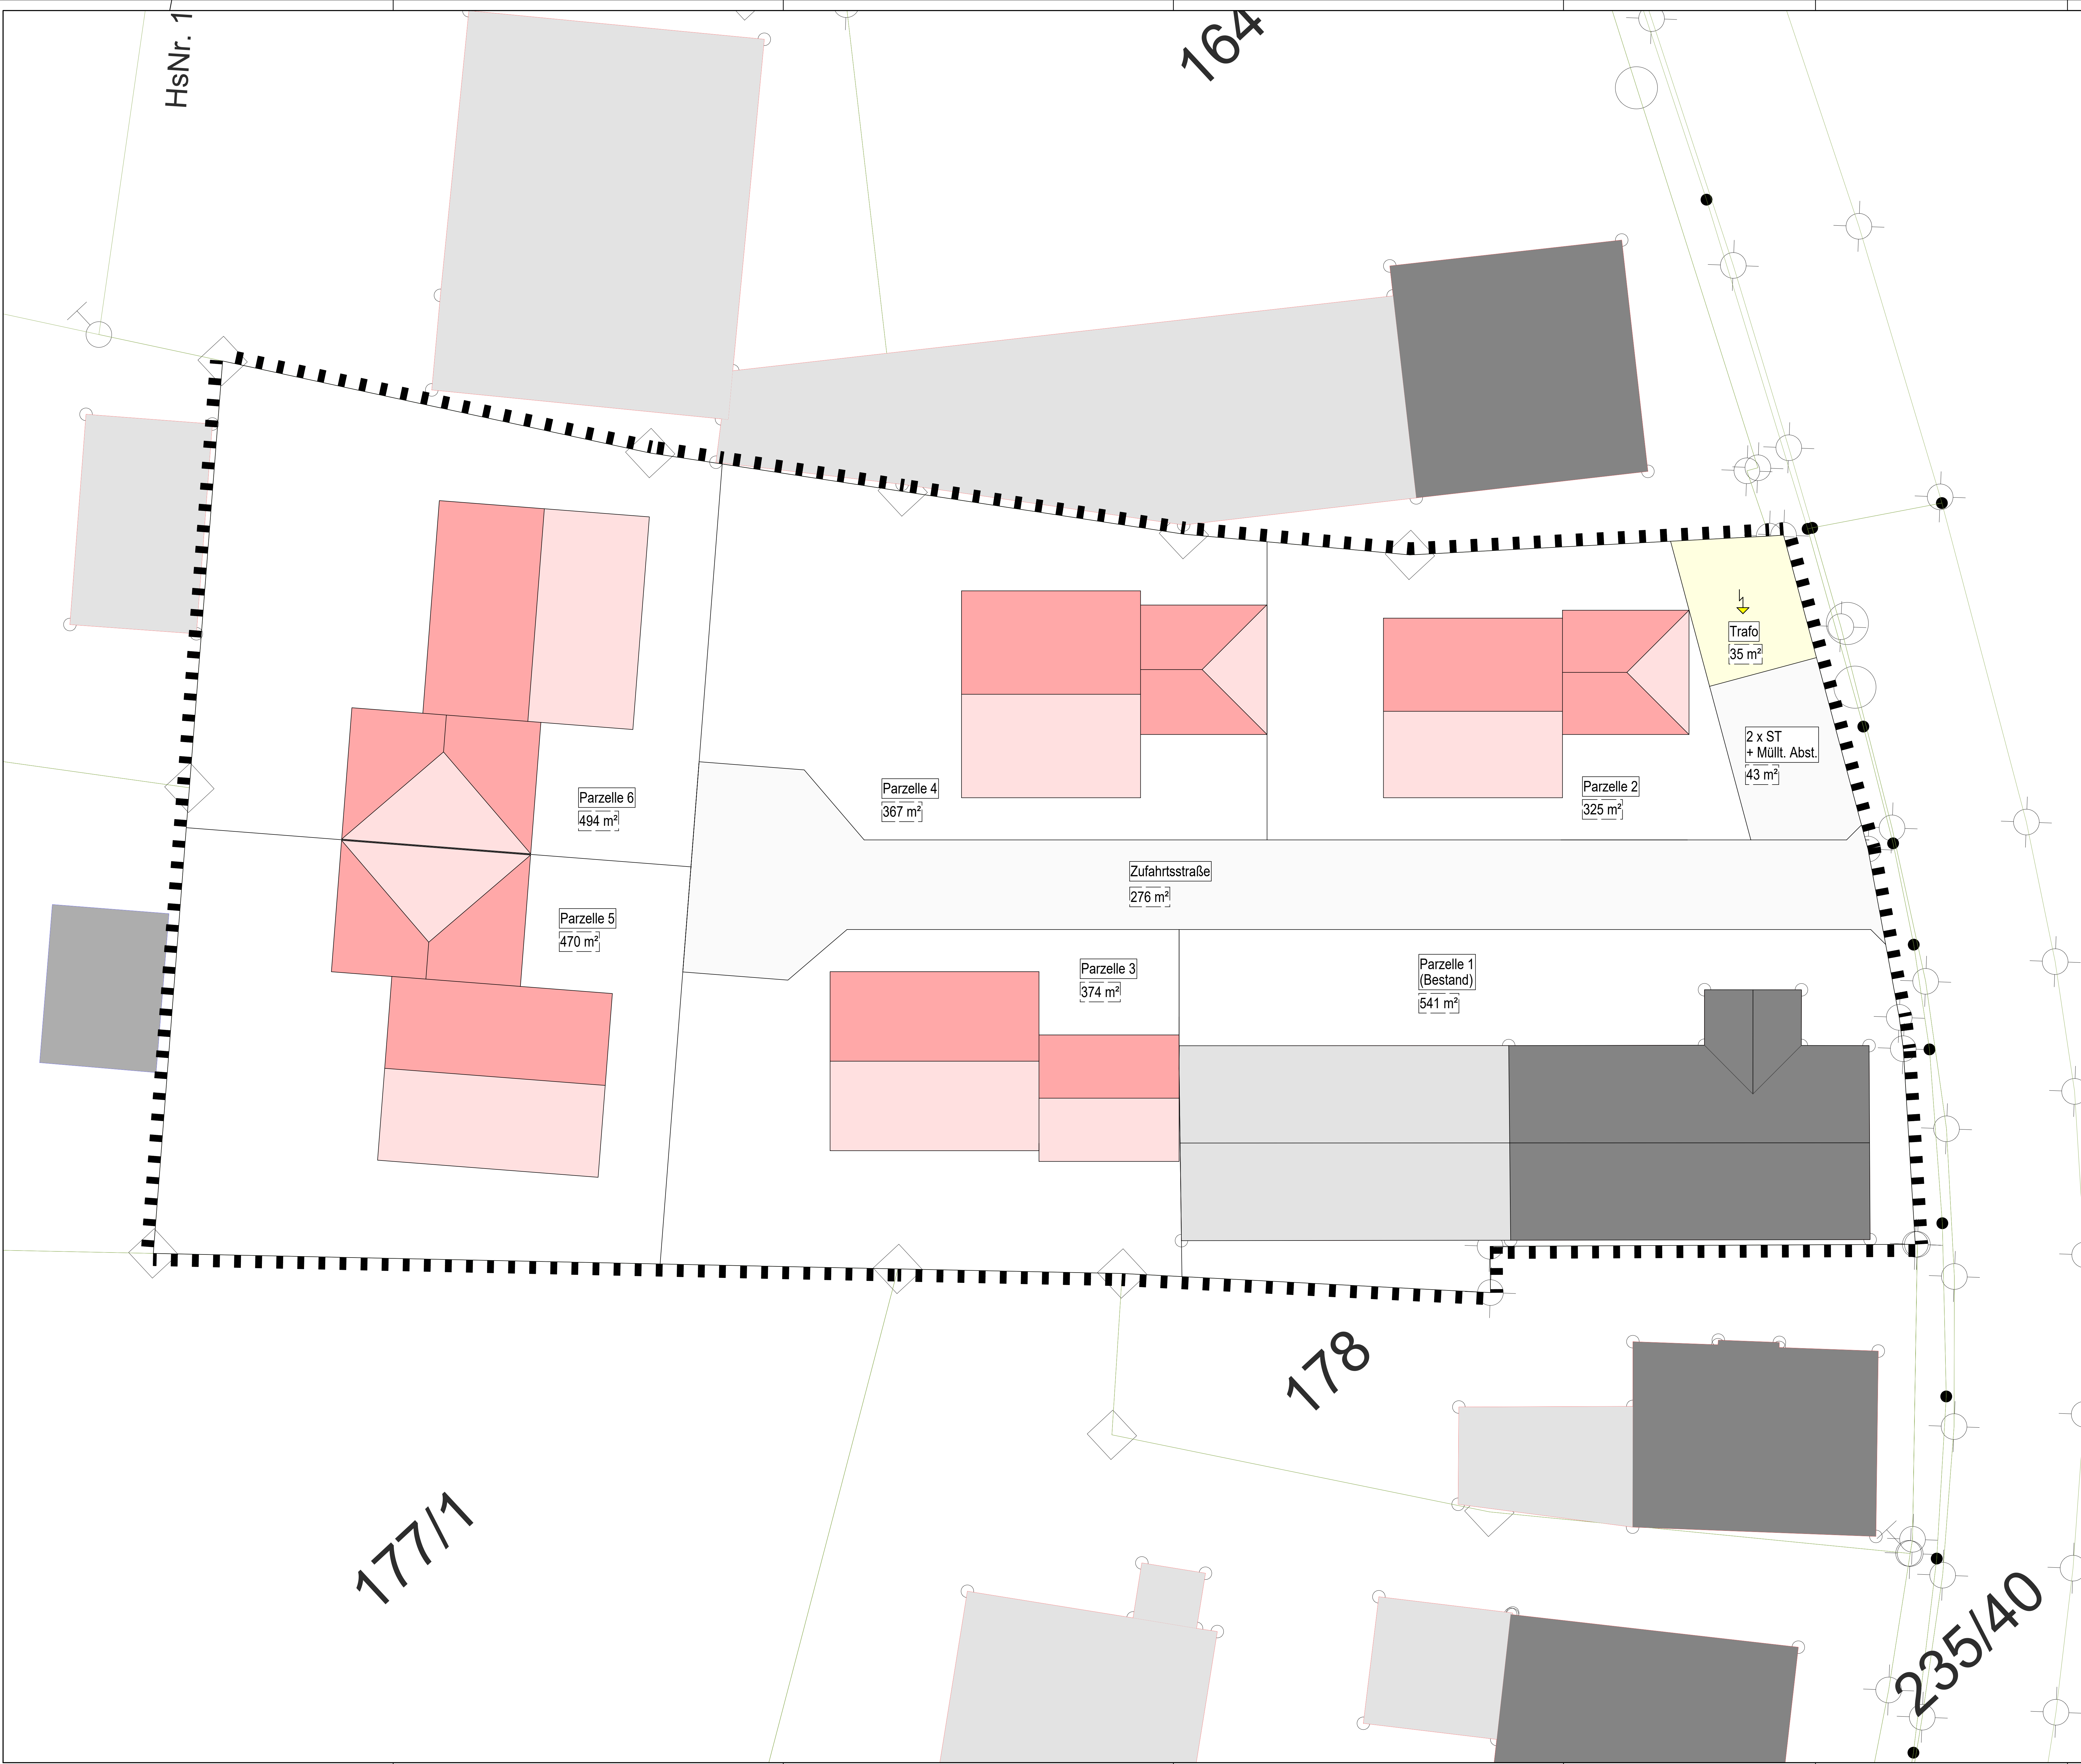 HsNr. 1
164
Trafo
35 m²
2 x ST
+ Müllt. Abst.
43 m²
Parzelle 6
494 m²
Parzelle 4
367 m²
Parzelle 2
325 m²
Zufahrtsstraße
276 m²
Parzelle 5
470 m²
Parzelle 3
374 m²
Parzelle 1
(Bestand)
541 m²
178
177/1
235/40